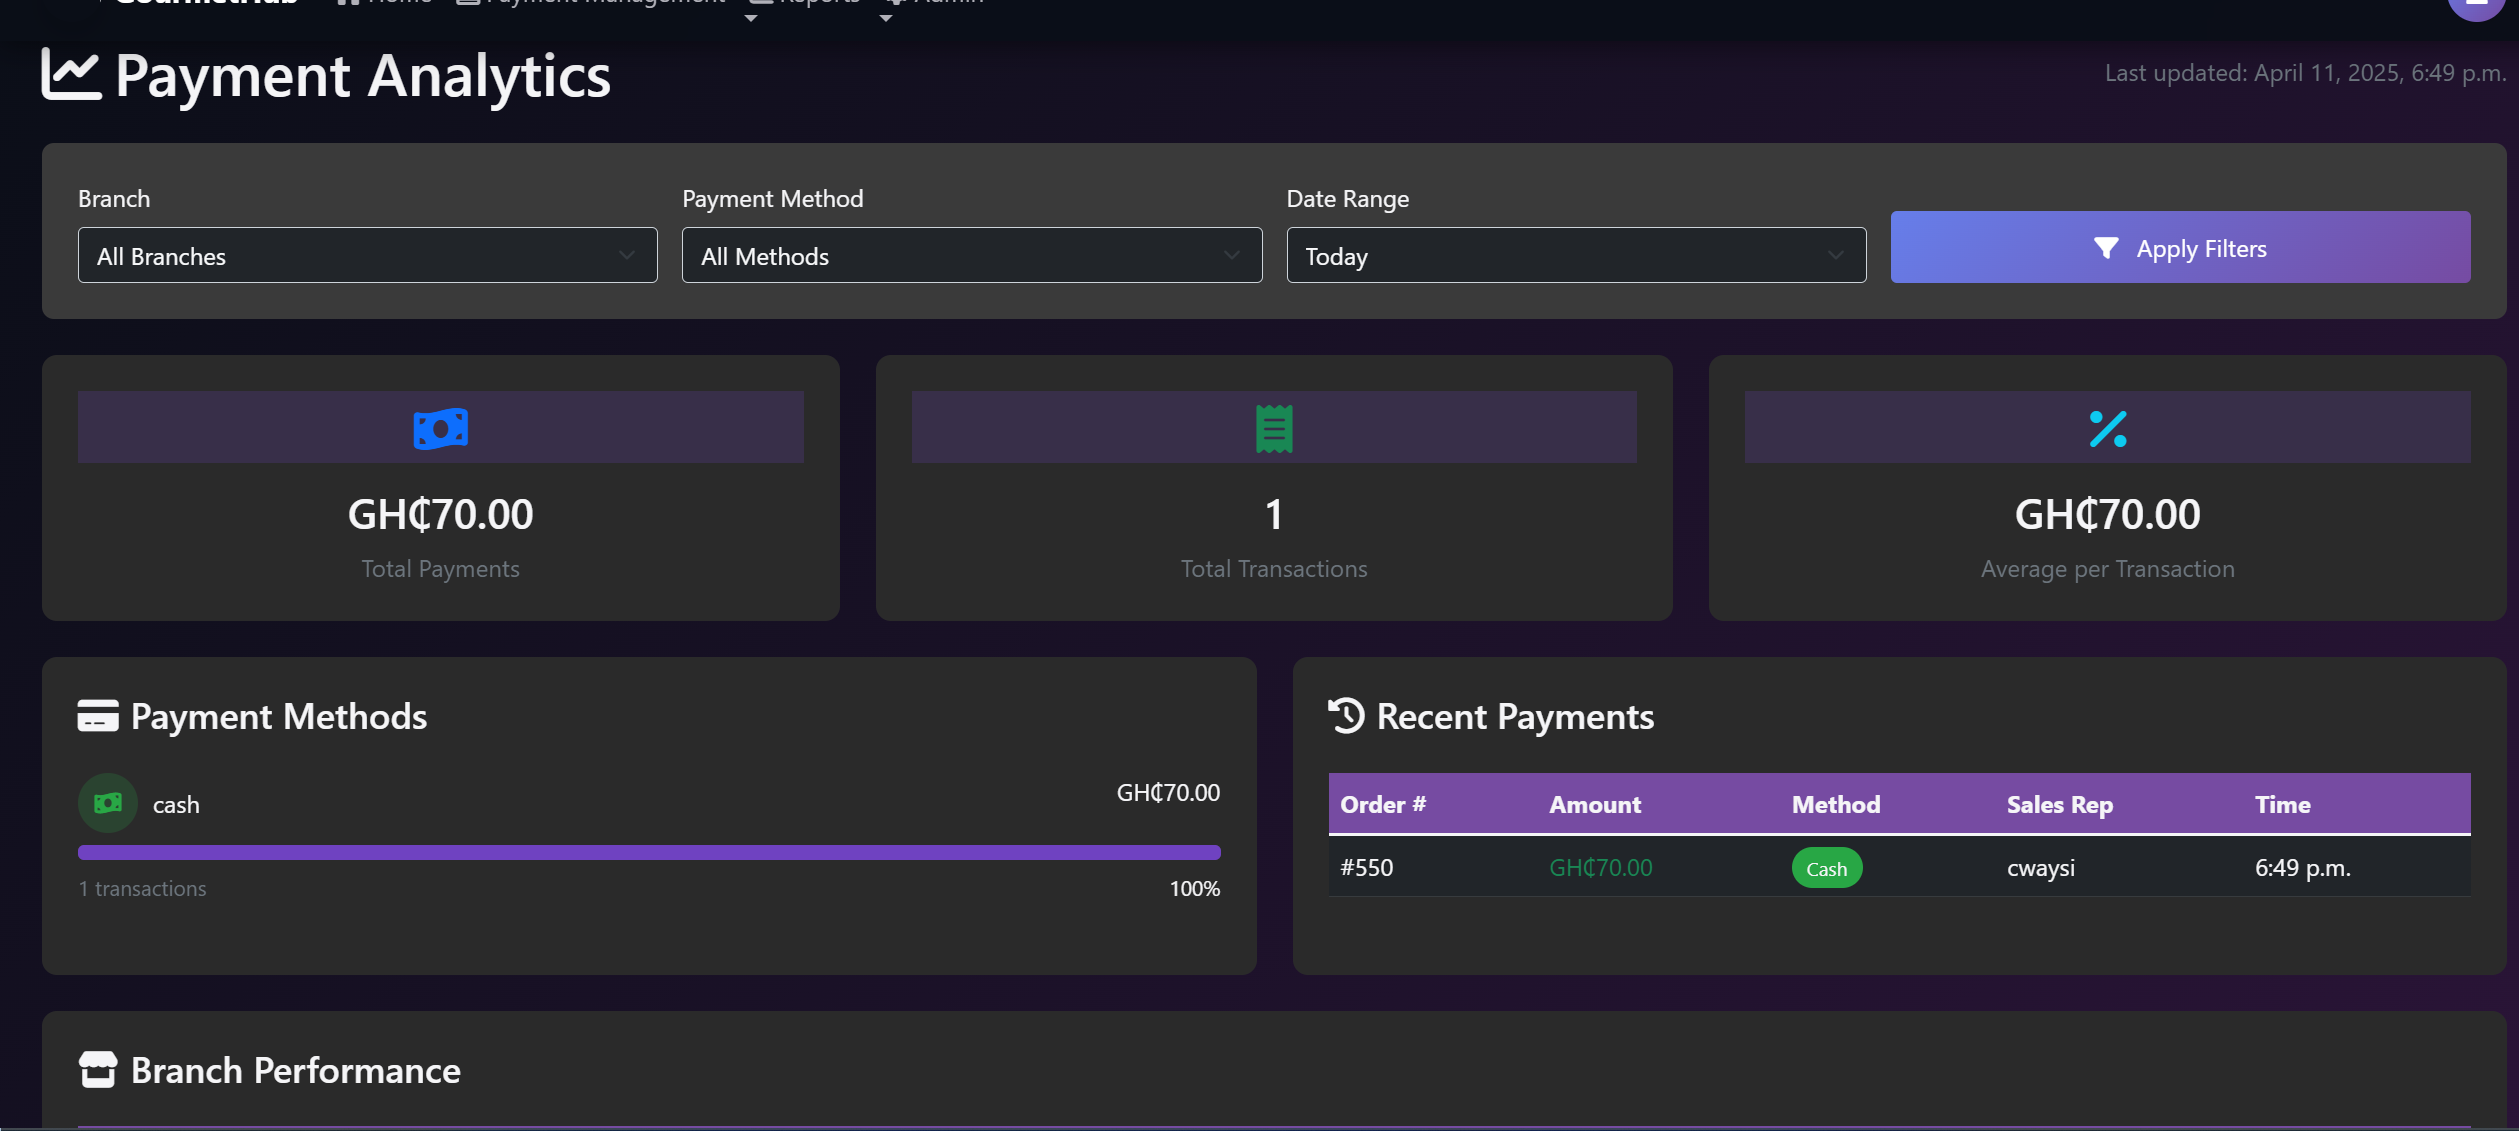 GourmetHub Home Payment Management Reports Admin
Payment Analytics
Last updated: April 11, 2025, 6:49 p.m.
Branch
All Branches
Payment Method
All Methods
Date Range
Today
Apply Filters
GH₵70.00
Total Payments
1
Total Transactions
GH₵70.00
Average per Transaction
Payment Methods
cash
GH₵70.00
1 transactions
100%
Recent Payments
Order # Amount Method Sales Rep Time
#550 GH₵70.00 Cash cwaysi 6:49 p.m.
Branch Performance